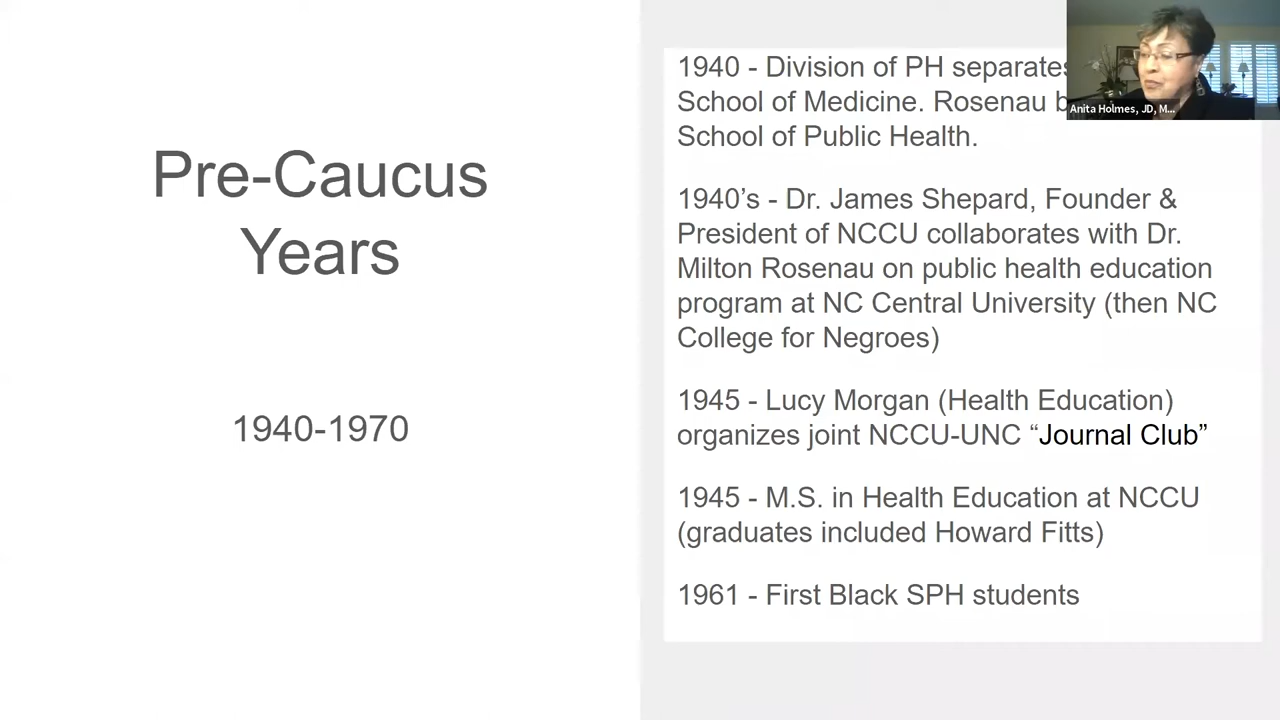 Pre-Caucus
Years
1940-1970
1940 - Division of PH separates
School of Medicine. Rosenau
School of Public Health.
1940’s - Dr. James Shepard, Founder &
President of NCCU collaborates with Dr.
Milton Rosenau on public health education
program at NC Central University (then NC
College for Negroes)
1945 - Lucy Morgan (Health Education)
organizes joint NCCU-UNC “Journal Club”
1945 - M.S. in Health Education at NCCU
(graduates included Howard Fitts)
1961 - First Black SPH students
Anita Holmes, JD, M...